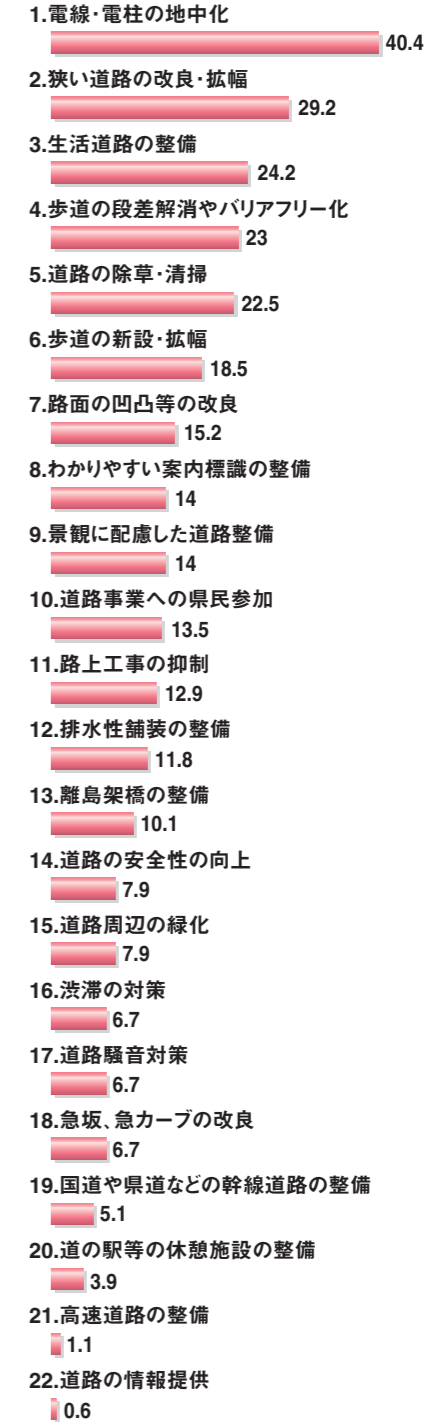 1.電線･電柱の地中化
40.4
2.狭い道路の改良･拡幅
29.2
3.生活道路の整備
24.2
4.歩道の段差解消やバリアフリー化
23
5.道路の除草･清掃
22.5
6.歩道の新設･拡幅
18.5
7.路面の凹凸等の改良
15.2
8.わかりやすい案内標識の整備
14
9.景観に配慮した道路整備
14
10.道路事業への県民参加
13.5
11.路上工事の抑制
12.9
12.排水性舗装の整備
11.8
13.離島架橋の整備
10.1
14.道路の安全性の向上
7.9
15.道路周辺の緑化
7.9
16.渋滞の対策
6.7
17.道路騒音対策
6.7
18.急坂、急カーブの改良
6.7
19.国道や県道などの幹線道路の整備
5.1
20.道の駅等の休憩施設の整備
3.9
21.高速道路の整備
1.1
22.道路の情報提供
0.6